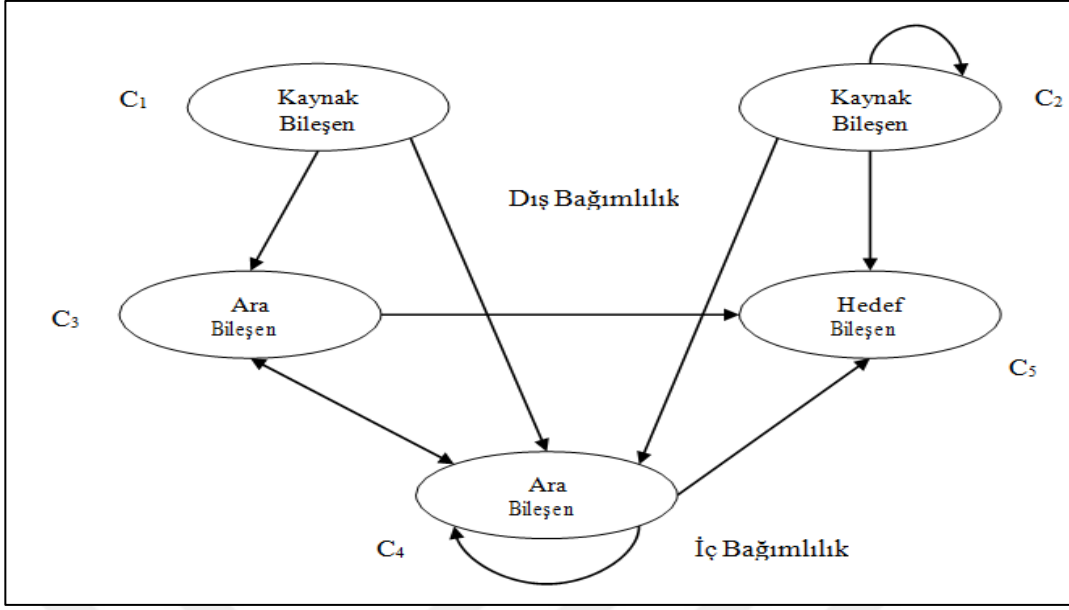 C₁
Kaynak
Bileşen
Kaynak
Bileşen
C₂
Dış Bağımlılık
C₃
Ara
Bileşen
Hedef
Bileşen
C₅
Ara
Bileşen
C₄
İç Bağımlılık